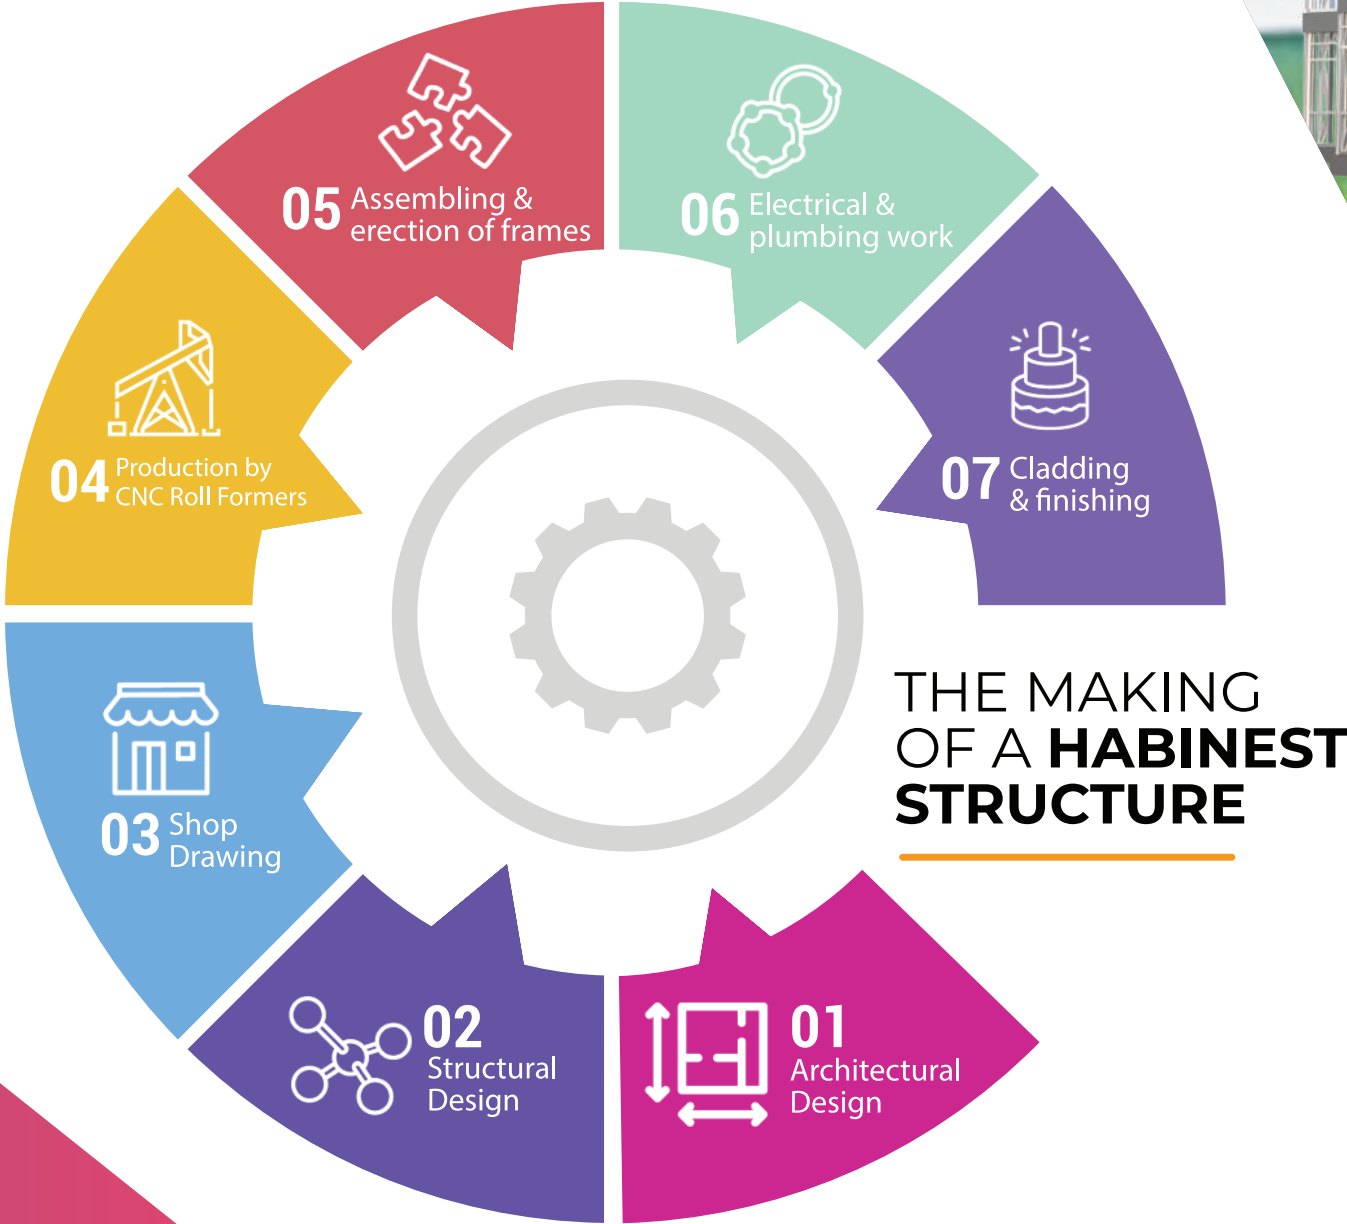 05 Assembling &
erection of frames
06 Electrical &
plumbing work
04 Production by
CNC Roll Formers
07 Cladding
& finishing
THE MAKING
OF A HABINEST
STRUCTURE
03 Shop
Drawing
02
Structural
Design
01
Architectural
Design